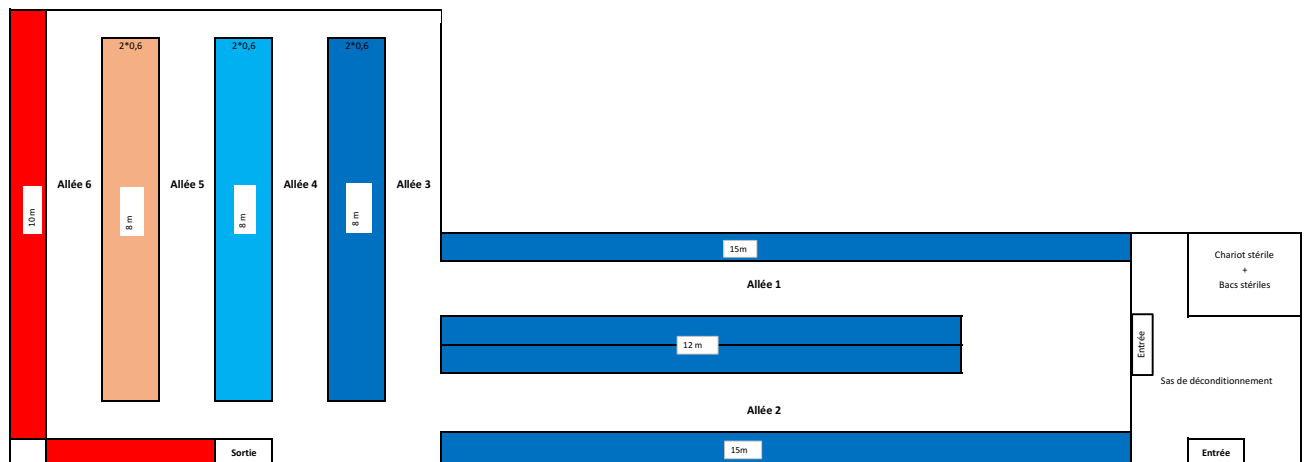 2*0,6
2*0,6
2*0,6
Allée 6
Allée 5
Allée 4
Allée 3
10 m
8 m
8 m
8 m
15m
Chariot stérile
+
Bacs stériles
Allée 1
12 m
Entrée
Sas de déconditionnement
Allée 2
15m
Sortie
Entrée